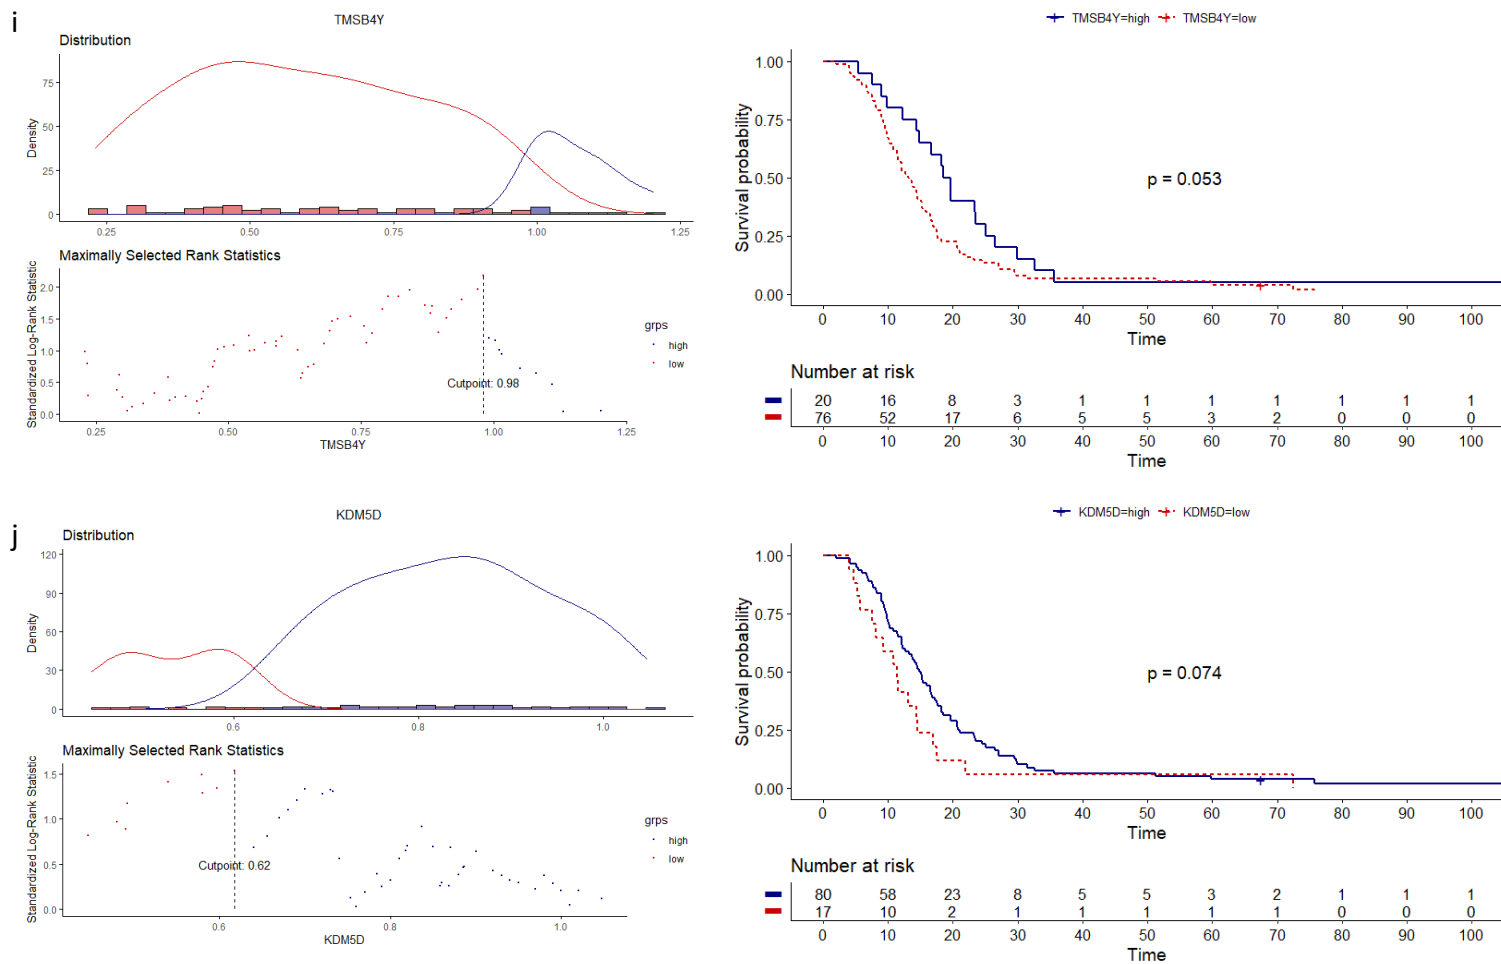 i
TMSB4Y
Distribution
Density
75
50
25
0
0.25 0.50 0.75 1.00 1.25
Maximally Selected Rank Statistics
Standardized Log-Rank Statistic
2.0
1.5
1.0
0.5
0.0
Cutpoint: 0.98
grps
high
low
0.25 0.50 0.75 1.00 1.25
TMSB4Y
TMSB4Y=high TMSB4Y=low
Survival probability
1.00
0.75
0.50
0.25
0.00
p = 0.053
0 10 20 30 40 50 60 70 80 90 100
Time
Number at risk
20 16 8 3 1 1 1 1 1 1 1
76 52 17 6 5 5 3 2 0 0 0
0 10 20 30 40 50 60 70 80 90 100
Time
j
KDM5D
Distribution
Density
120
90
60
30
0
0.6 0.8 1.0
Maximally Selected Rank Statistics
Standardized Log-Rank Statistic
1.5
1.0
0.5
0.0
Cutpoint: 0.62
grps
high
low
0.6 0.8 1.0
KDM5D
KDM5D=high KDM5D=low
Survival probability
1.00
0.75
0.50
0.25
0.00
p = 0.074
0 10 20 30 40 50 60 70 80 90 100
Time
Number at risk
80 58 23 8 5 5 3 2 1 1 1
17 10 2 1 1 1 1 1 0 0 0
0 10 20 30 40 50 60 70 80 90 100
Time